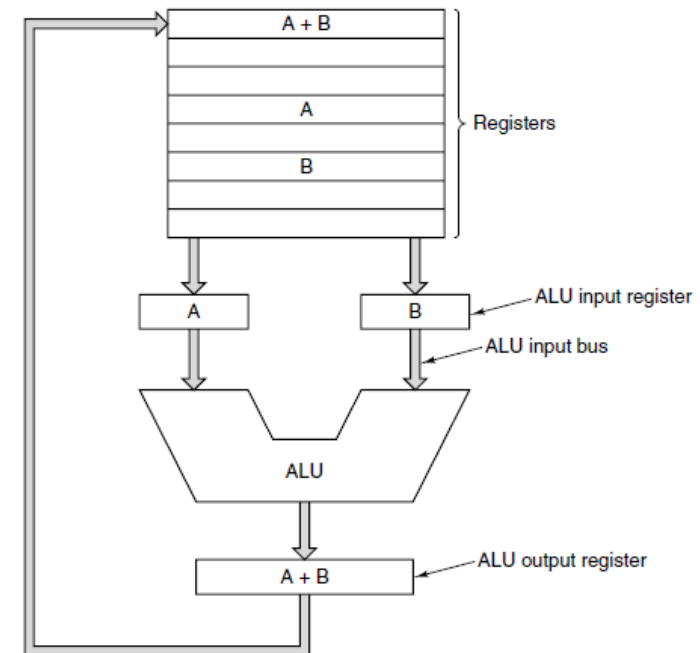 A + B
A
Registers
B
A
B
ALU input register
ALU input bus
ALU
A + B
ALU output register